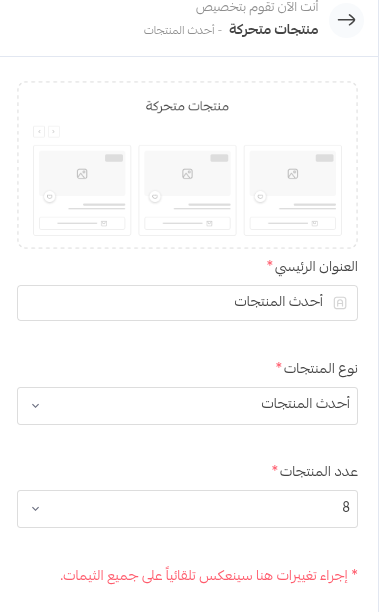 أنت الآن تقوم بتخصيص
منتجات متحركة - أحدث المنتجات
منتجات متحركة
العنوان الرئيسي *
أحدث المنتجات
نوع المنتجات *
أحدث المنتجات
عدد المنتجات *
8
* إجراء تغييرات هنا سينعكس تلقائياً على جميع الثيمات.